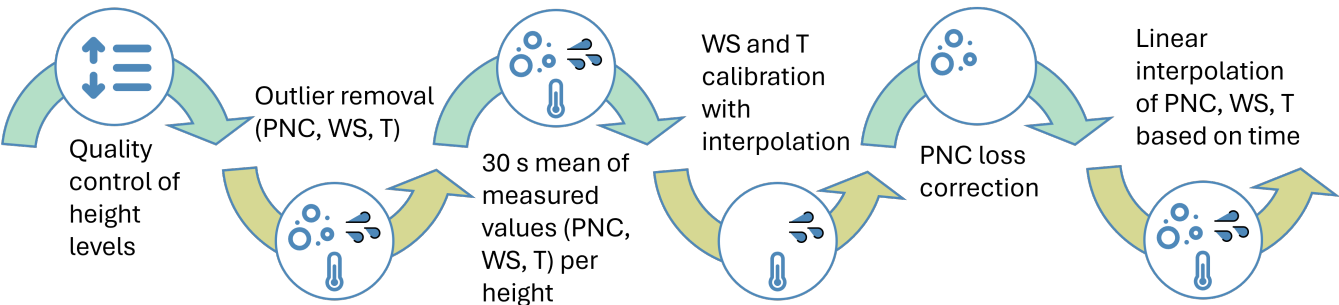 Quality
control of
height
levels
Outlier removal
(PNC, WS, T)
30 s mean of
measured
values (PNC,
WS, T) per
height
WS and T
calibration
with
interpolation
PNC loss
correction
Linear
interpolation
of PNC, WS, T
based on time